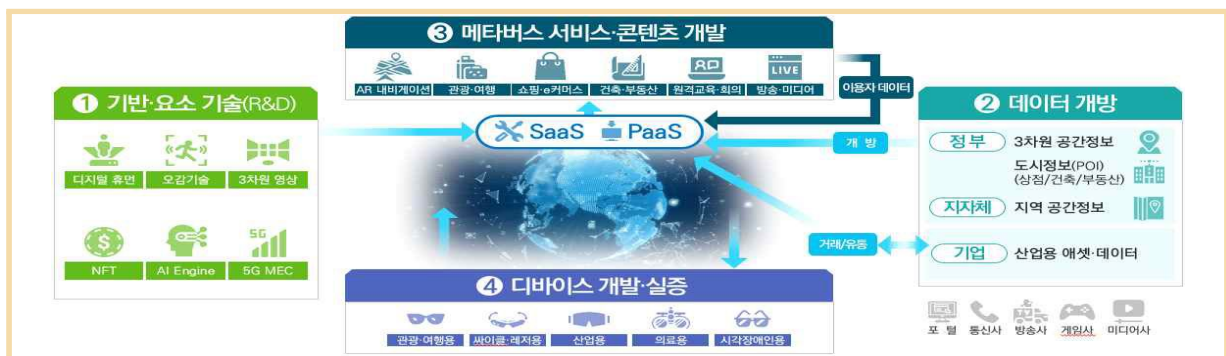 ③ 메타버스 서비스·콘텐츠 개발
AR 내비게이션 관광·여행 쇼핑·e커머스 건축·부동산 원격교육·회의 방송·미디어
LIVE
이용자 데이터
① 기반·요소 기술(R&D)
디지털 휴먼 오감기술 3차원 영상
5G
NFT AI Engine 5G MEC
SaaS PaaS
개 방
거래/유통
② 데이터 개방
정부 3차원 공간정보
도시정보(POI)
(상점/건축/부동산)
지자체 지역 공간정보
기업 산업용 애셋·데이터
포 털 통신사 방송사 게임사 미디어사
④ 디바이스 개발·실증
관광·여행용 싸이클·레저용 산업용 의료용 시각장애인용